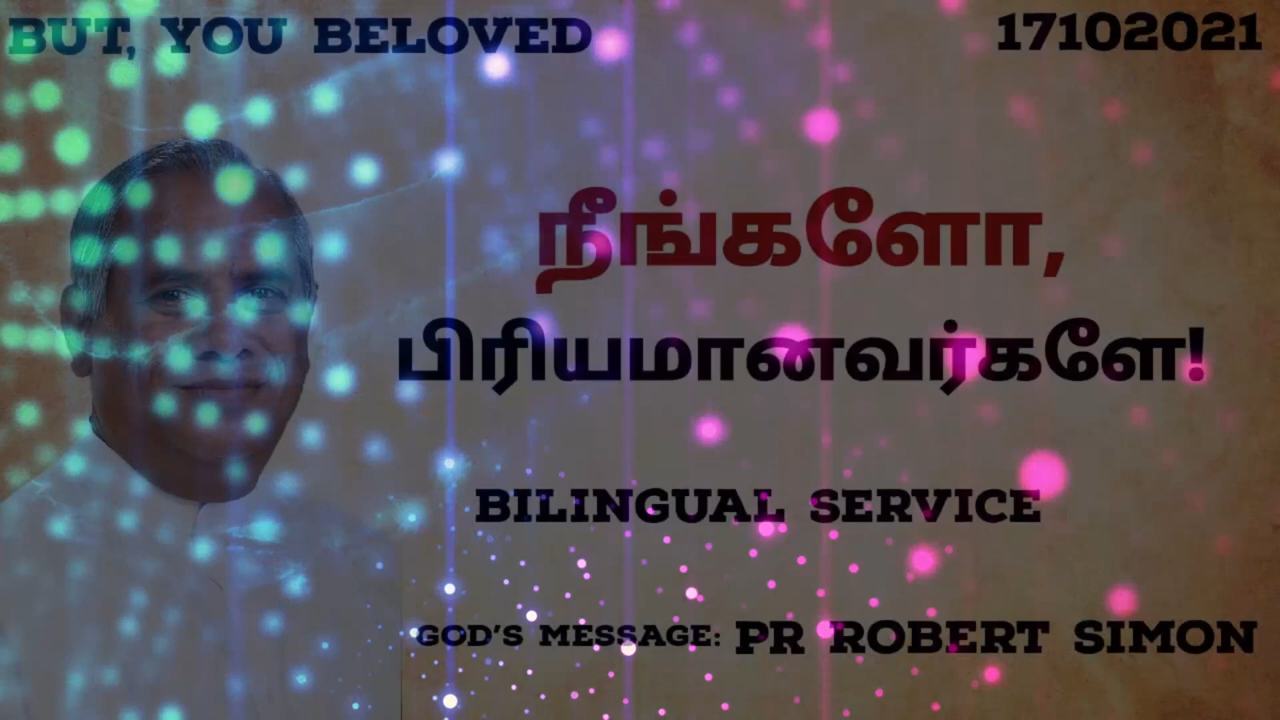 BUT, YOU BELOVED
17102021
நீங்களோ,
பிரியமானவர்களே!
BILINGUAL SERVICE
GOD'S MESSAGE: PR ROBERT SIMON